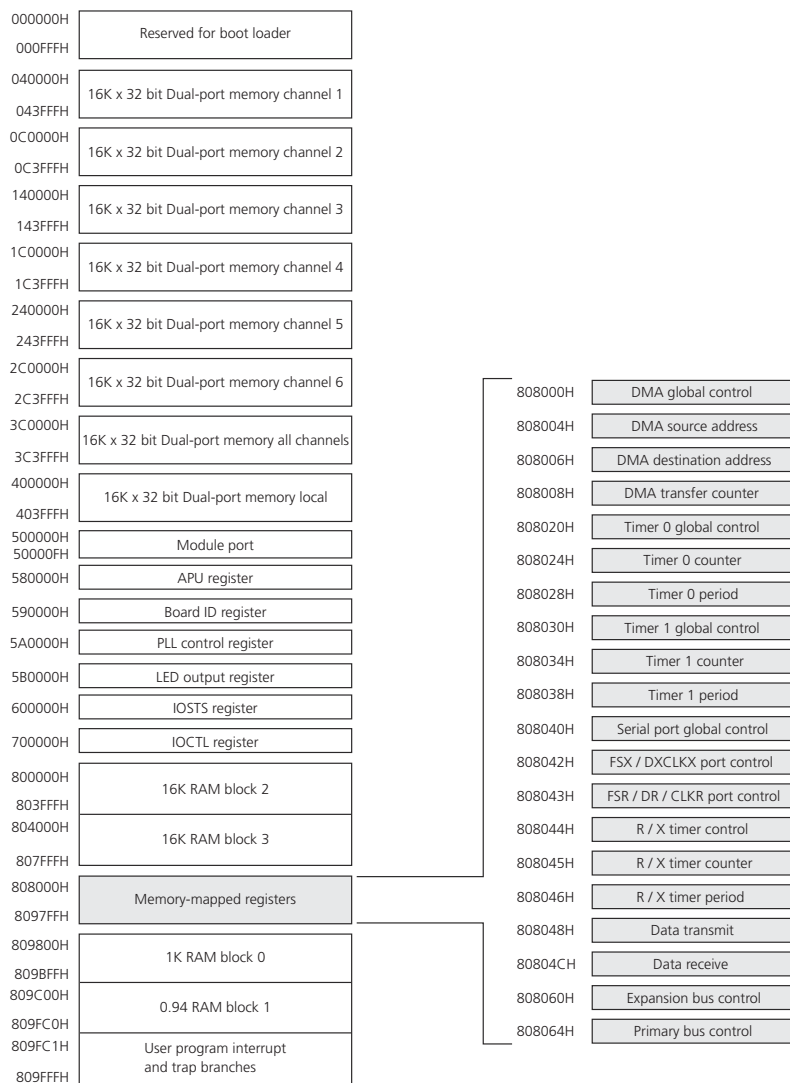 000000H
Reserved for boot loader
000FFFH
040000H
16K x 32 bit Dual-port memory channel 1
043FFFH
0C0000H
16K x 32 bit Dual-port memory channel 2
0C3FFFH
140000H
16K x 32 bit Dual-port memory channel 3
143FFFH
1C0000H
16K x 32 bit Dual-port memory channel 4
1C3FFFH
240000H
16K x 32 bit Dual-port memory channel 5
243FFFH
2C0000H
16K x 32 bit Dual-port memory channel 6
2C3FFFH
3C0000H
16K x 32 bit Dual-port memory all channels
3C3FFFH
400000H
16K x 32 bit Dual-port memory local
403FFFH
500000H
Module port
50000FH
580000H APU register
590000H Board ID register
5A0000H PLL control register
5B0000H LED output register
600000H IOSTS register
700000H IOCTL register
800000H
16K RAM block 2
803FFFH
804000H
16K RAM block 3
807FFFH
808000H
Memory-mapped registers
8097FFH
809800H
1K RAM block 0
809BFFH
809C00H
0.94 RAM block 1
809FC0H
809FC1H
User program interrupt
and trap branches
809FFFH
808000H DMA global control
808004H DMA source address
808006H DMA destination address
808008H DMA transfer counter
808020H Timer 0 global control
808024H Timer 0 counter
808028H Timer 0 period
808030H Timer 1 global control
808034H Timer 1 counter
808038H Timer 1 period
808040H Serial port global control
808042H FSX / DXCLKX port control
808043H FSR / DR / CLKR port control
808044H R / X timer control
808045H R / X timer counter
808046H R / X timer period
808048H Data transmit
80804CH Data receive
808060H Expansion bus control
808064H Primary bus control